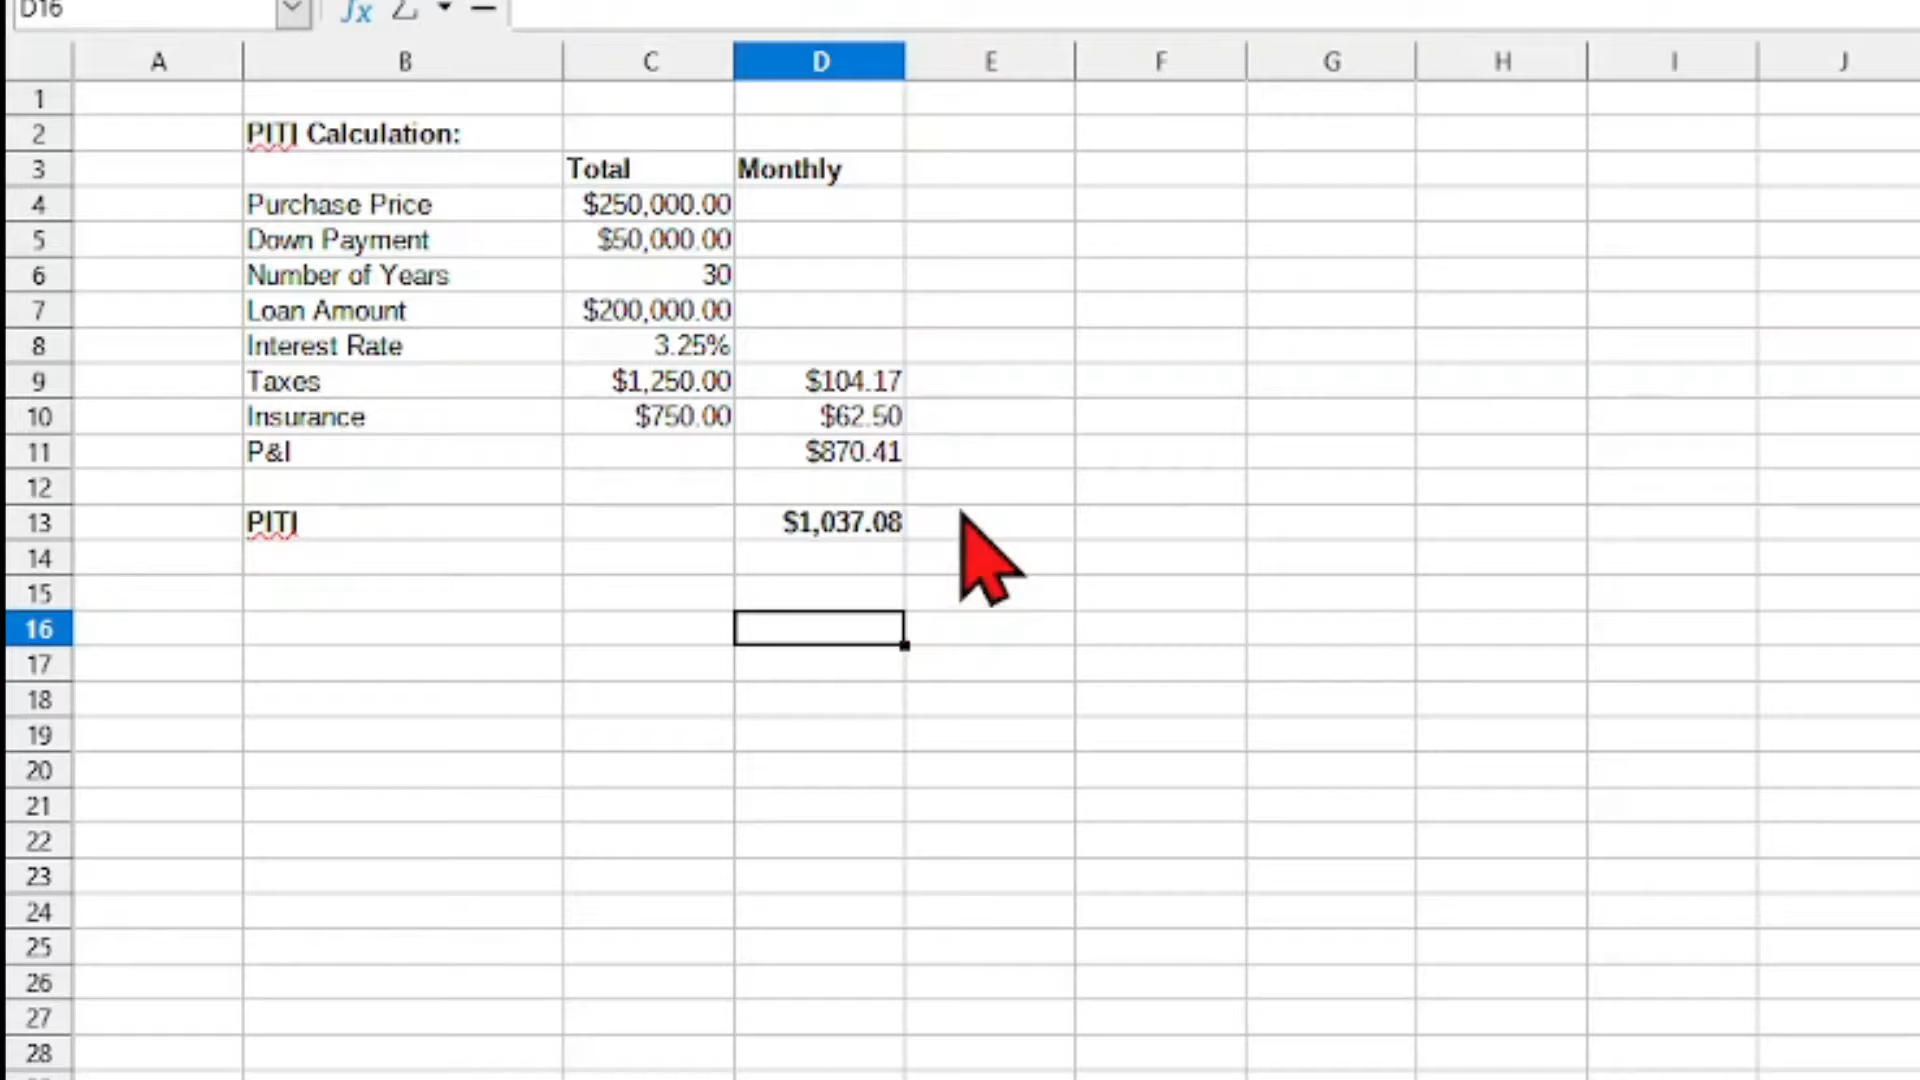 D16 fx Σ
A B C D E F G H I J
1
2 PITI Calculation:
3 Total Monthly
4 Purchase Price $250,000.00
5 Down Payment $50,000.00
6 Number of Years 30
7 Loan Amount $200,000.00
8 Interest Rate 3.25%
9 Taxes $1,250.00 $104.17
10 Insurance $750.00 $62.50
11 P&I $870.41
12
13 PITI $1,037.08
14
15
16
17
18
19
20
21
22
23
24
25
26
27
28